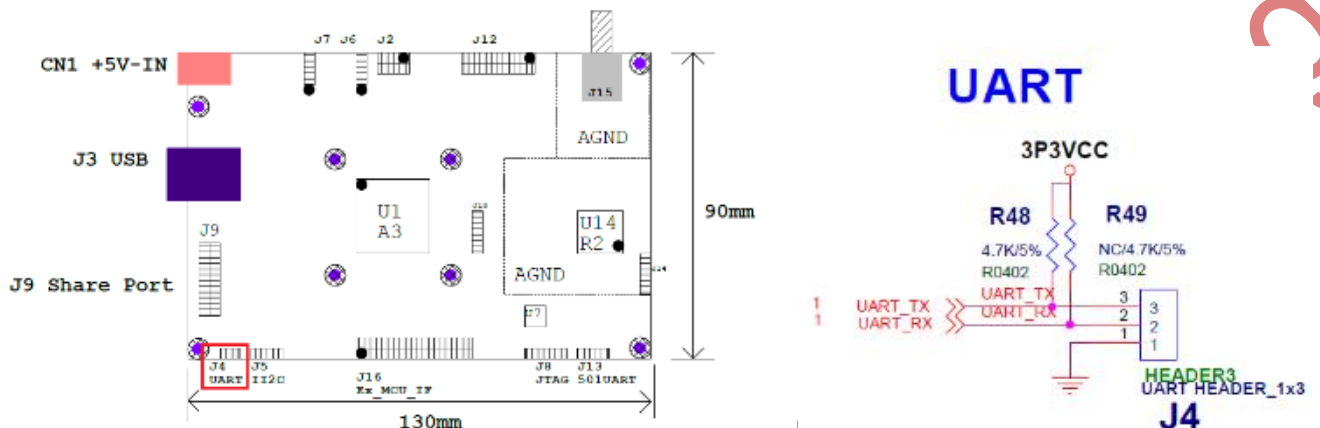 J7 J6 J2 J12
CN1 +5V-IN
J15
AGND
J3 USB
U1
A3
U14
R2
90mm
J9
AGND
J9 Share Port
J4 J5
UART II2C
J16
Ex_MCU_IF
J8 J13
JTAG 501UART
130mm
UART
3P3VCC
R48
4.7K/5%
R0402
R49
NC/4.7K/5%
R0402
1 UART_TX
1 UART_RX
UART_TX
UART_RX
3 3
2 2
1 1
HEADER3
UART HEADER_1x3
J4